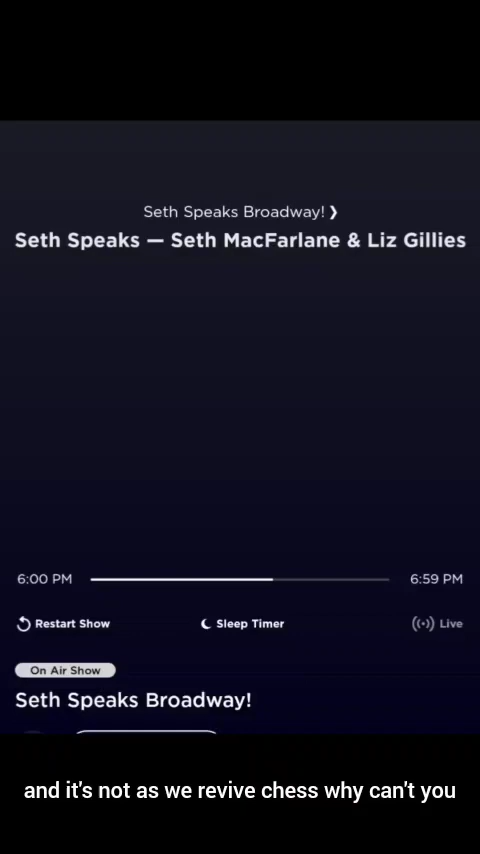 Seth Speaks Broadway! ❯
Seth Speaks — Seth MacFarlane & Liz Gillies
6:00 PM 6:59 PM
Restart Show Sleep Timer Live
On Air Show
Seth Speaks Broadway!
and it's not as we revive chess why can't you